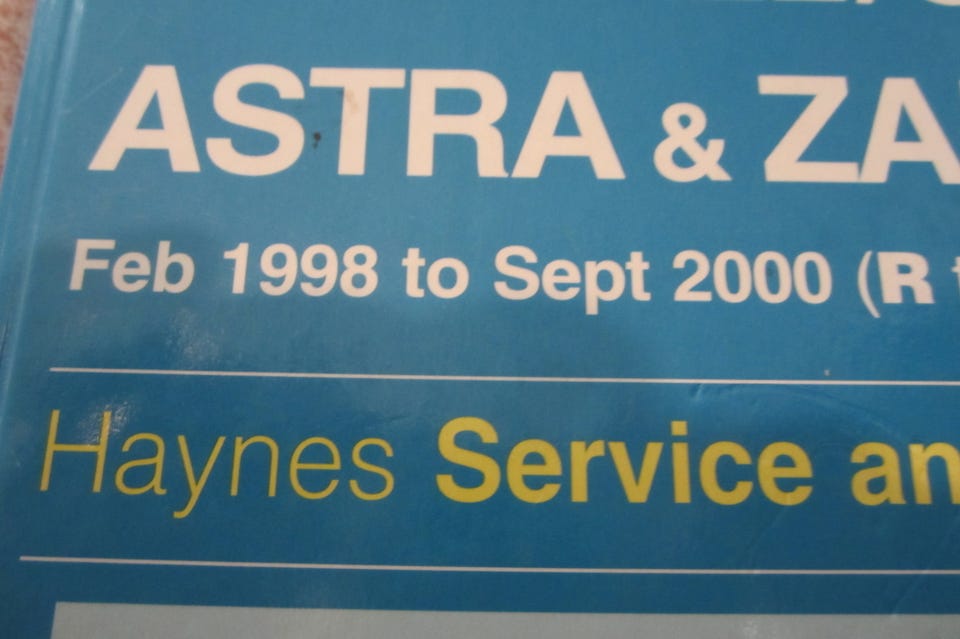 ASTRA & ZA
Feb 1998 to Sept 2000 (R
Haynes Service an